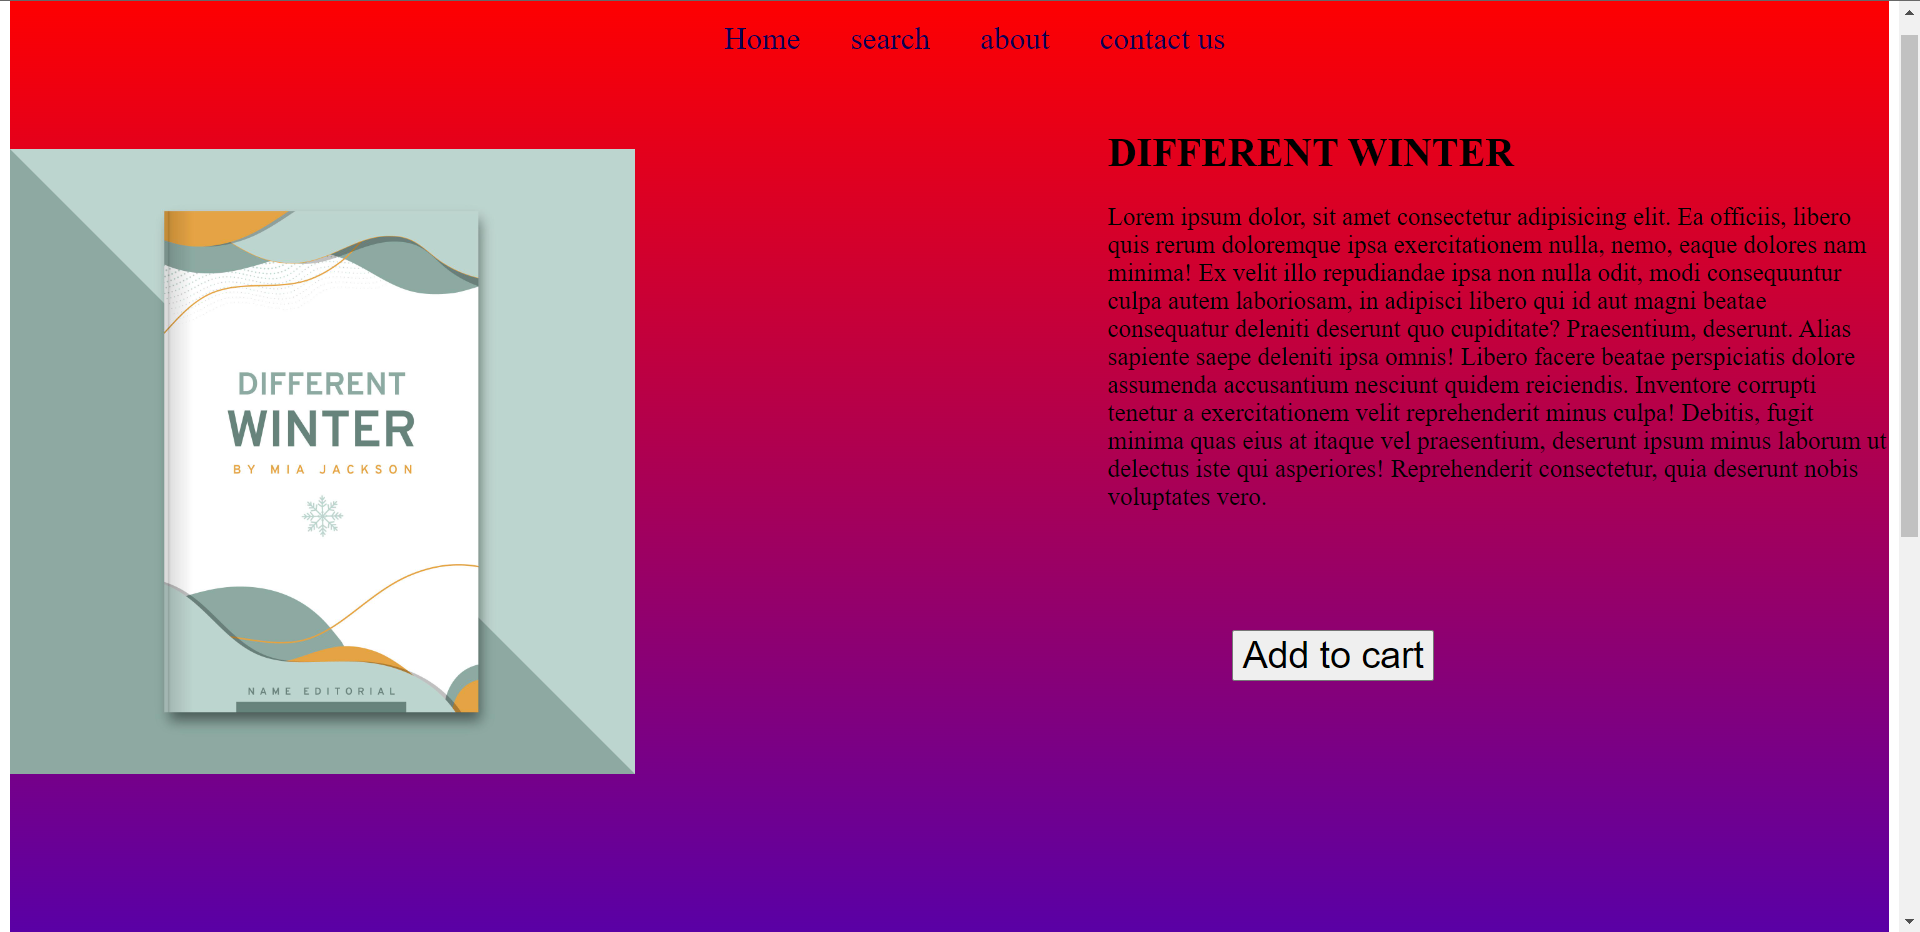 Home search about contact us
DIFFERENT
WINTER
BY MIA JACKSON
NAME EDITORIAL
DIFFERENT WINTER
Lorem ipsum dolor, sit amet consectetur adipisicing elit. Ea officiis, libero
quis rerum doloremque ipsa exercitationem nulla, nemo, eaque dolores nam
minima! Ex velit illo repudiandae ipsa non nulla odit, modi consequuntur
culpa autem laboriosam, in adipisci libero qui id aut magni beatae
consequatur deleniti deserunt quo cupiditate? Praesentium, deserunt. Alias
sapiente saepe deleniti ipsa omnis! Libero facere beatae perspiciatis dolore
assumenda accusantium nesciunt quidem reiciendis. Inventore corrupti
tenetur a exercitationem velit reprehenderit minus culpa! Debitis, fugit
minima quas eius at itaque vel praesentium, deserunt ipsum minus laborum ut
delectus iste qui asperiores! Reprehenderit consectetur, quia deserunt nobis
voluptates vero.
Add to cart